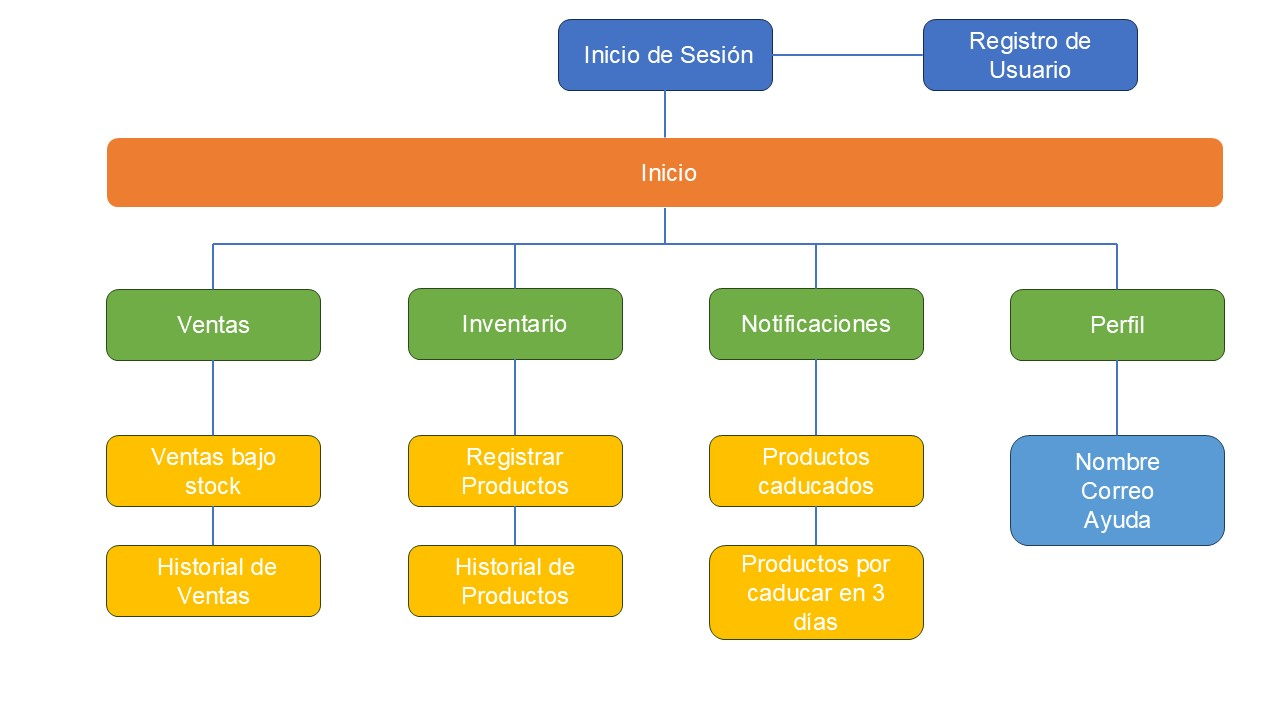 Inicio de Sesión
Registro de
Usuario
Inicio
Ventas
Inventario
Notificaciones
Perfil
Ventas bajo
stock
Registrar
Productos
Productos
caducados
Nombre
Correo
Ayuda
Historial de
Ventas
Historial de
Productos
Productos por
caducar en 3
días